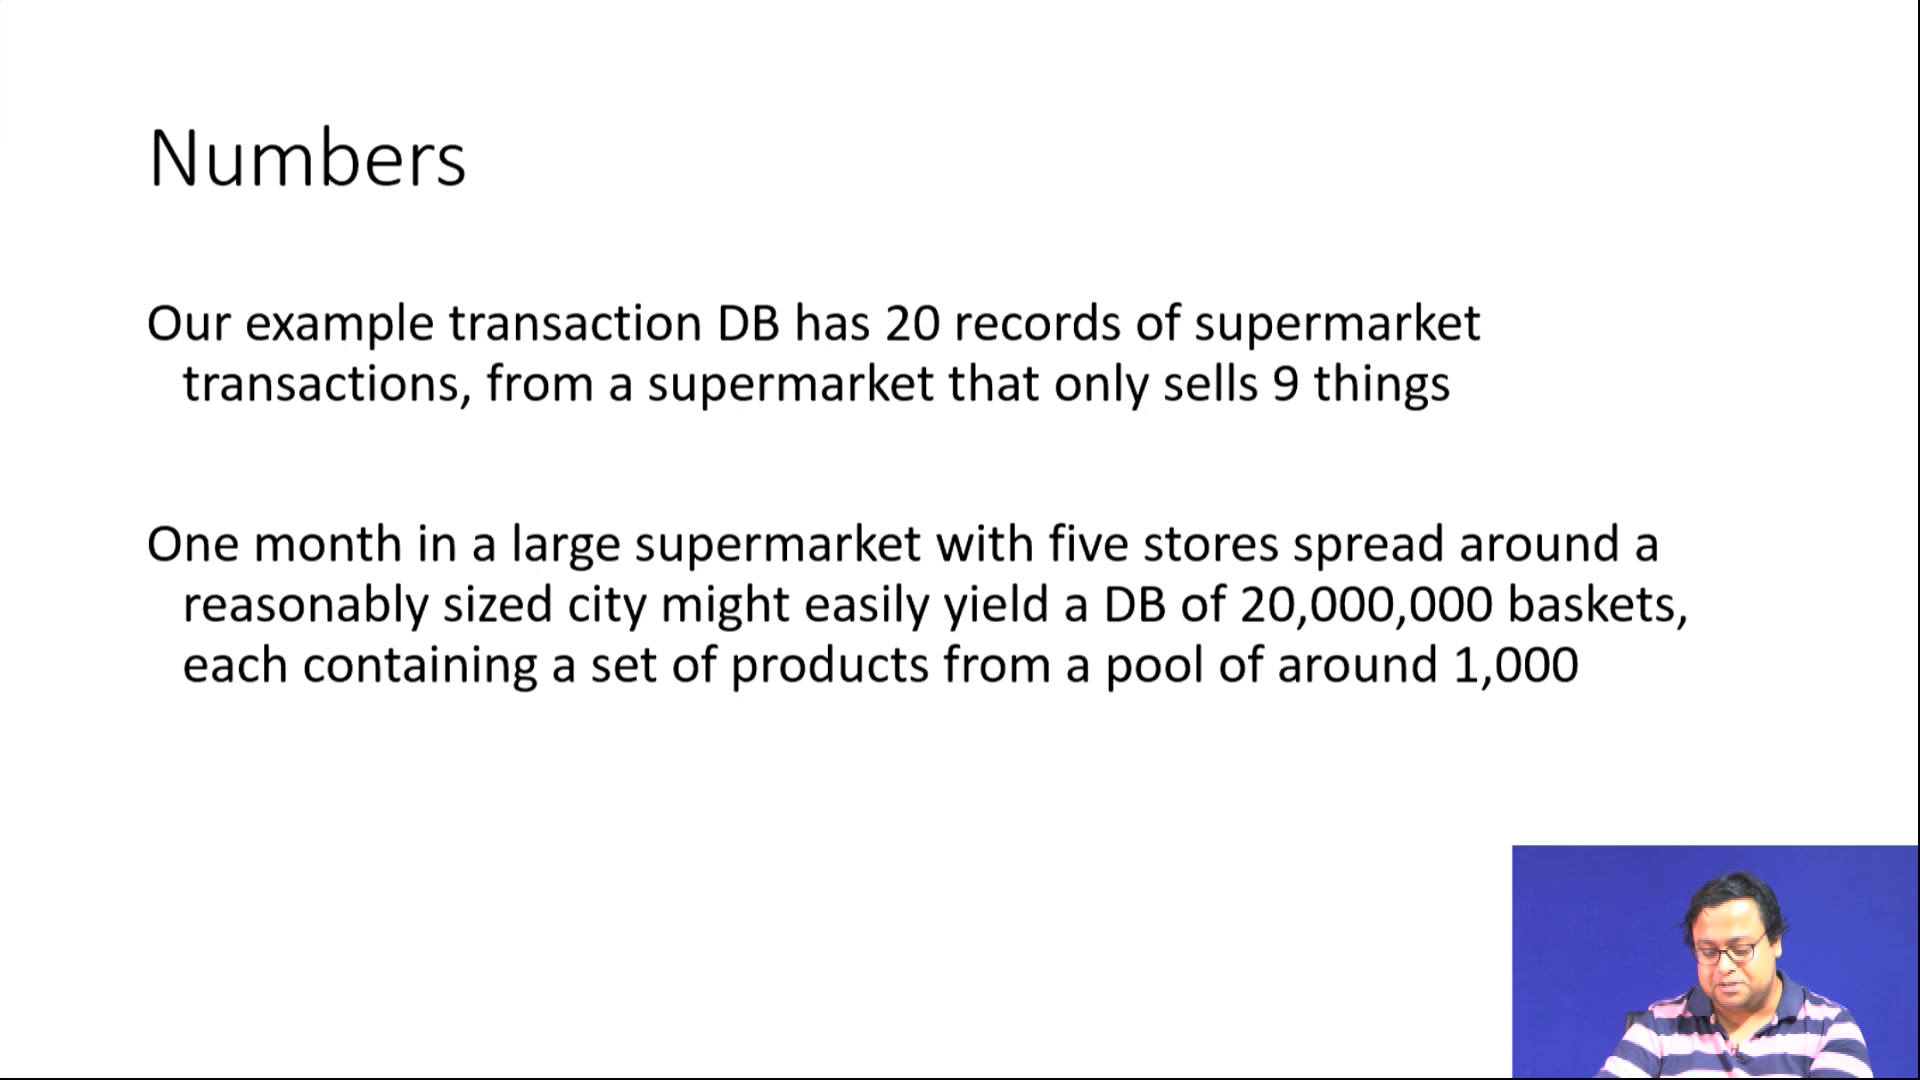 Numbers
Our example transaction DB has 20 records of supermarket
transactions, from a supermarket that only sells 9 things
One month in a large supermarket with five stores spread around a
reasonably sized city might easily yield a DB of 20,000,000 baskets,
each containing a set of products from a pool of around 1,000